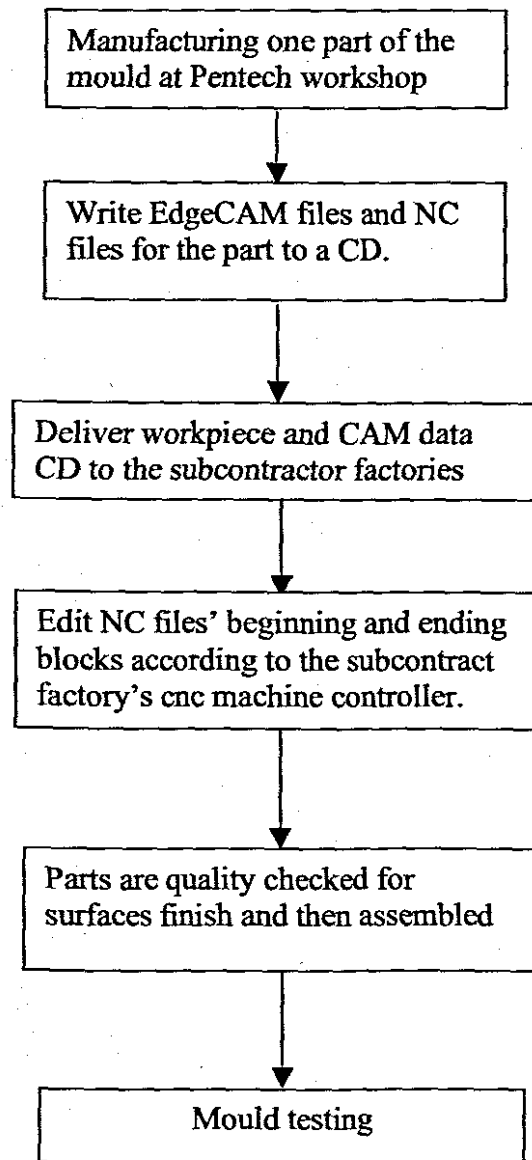 Manufacturing one part of the
mould at Pentech workshop
Write EdgeCAM files and NC
files for the part to a CD.
Deliver workpiece and CAM data
CD to the subcontractor factories
Edit NC files' beginning and ending
blocks according to the subcontract
factory's cnc machine controller.
Parts are quality checked for
surfaces finish and then assembled
Mould testing